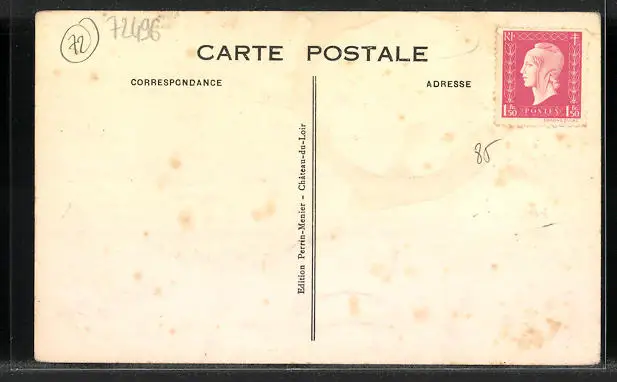 72
72496
CARTE POSTALE
CORRESPONDANCE
ADRESSE
RF
POSTES
1F50
1F50
85
Edition Perrin-Menier - Château-du-Loir